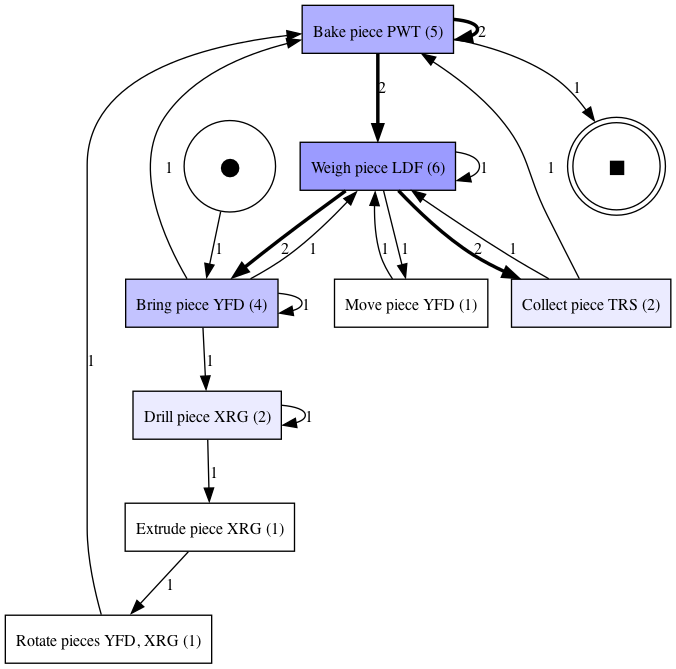 Bake piece PWT (5)
2
2
1
Weigh piece LDF (6)
1
1
1
2
1
1
1
2
1
1
Bring piece YFD (4)
1
Move piece YFD (1)
Collect piece TRS (2)
1
1
Drill piece XRG (2)
1
1
Extrude piece XRG (1)
1
Rotate pieces YFD, XRG (1)